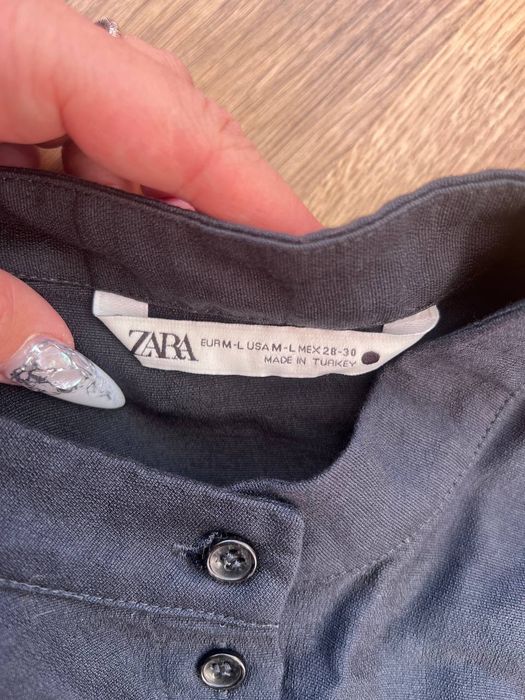 ZARA
EUR M-L USA M-L MEX 28-30
MADE IN TURKEY